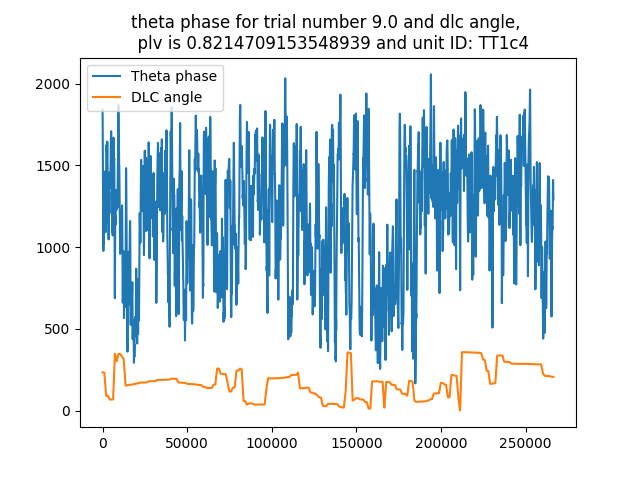 theta phase for trial number 9.0 and dlc angle,
plv is 0.8214709153548939 and unit ID: TT1c4
Theta phase
DLC angle
2000
1500
1000
500
0
0 50000 100000 150000 200000 250000